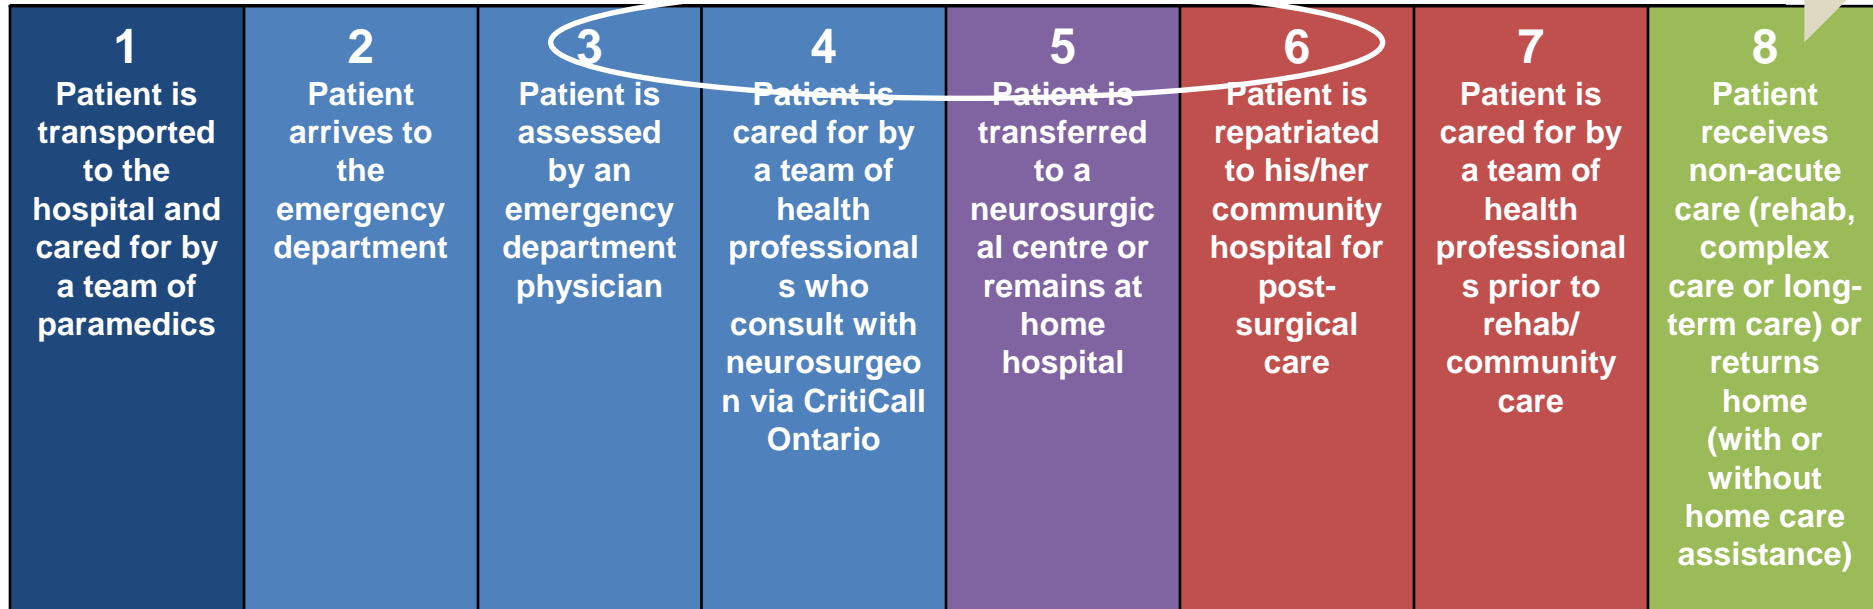 1
Patient is
transported
to the
hospital and
cared for by
a team of
paramedics
2
Patient
arrives to
the
emergency
department
3
Patient is
assessed
by an
emergency
department
physician
4
Patient is
cared for by
a team of
health
professional
s who
consult with
neurosurgeo
n via CritiCall
Ontario
5
Patient is
transferred
to a
neurosurgic
al centre or
remains at
home
hospital
6
Patient is
repatriated
to his/her
community
hospital for
post-
surgical
care
7
Patient is
cared for by
a team of
health
professional
s prior to
rehab/
community
care
8
Patient
receives
non-acute
care (rehab,
complex
care or long-
term care) or
returns
home
(with or
without
home care
assistance)